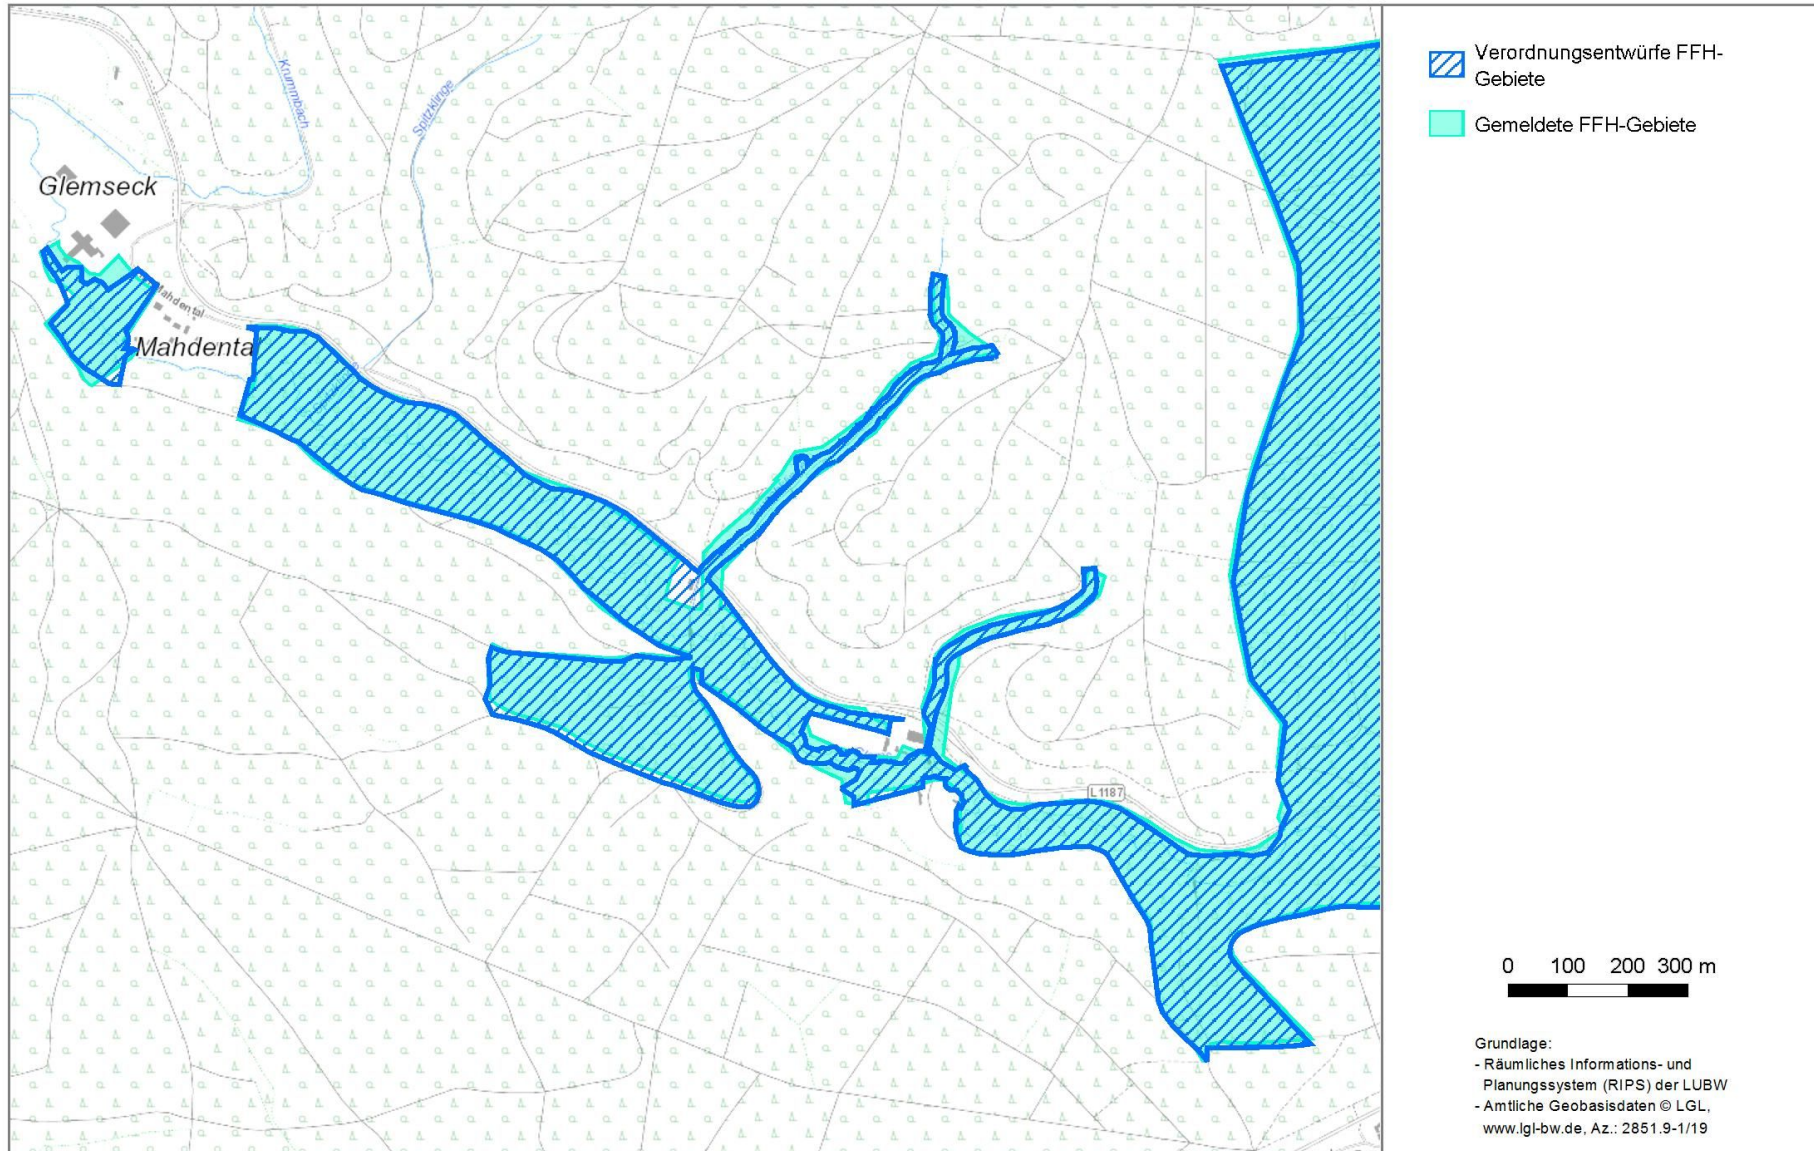 Krummbach
Spitzklinge
Glemseck
Mahdental
Mahdenta
L1187
Verordnungsentwürfe FFH-
Gebiete
Gemeldete FFH-Gebiete
0 100 200 300 m
Grundlage:
- Räumliches Informations- und
Planungssystem (RIPS) der LUBW
- Amtliche Geobasisdaten © LGL,
www.lgl-bw.de, Az.: 2851.9-1/19